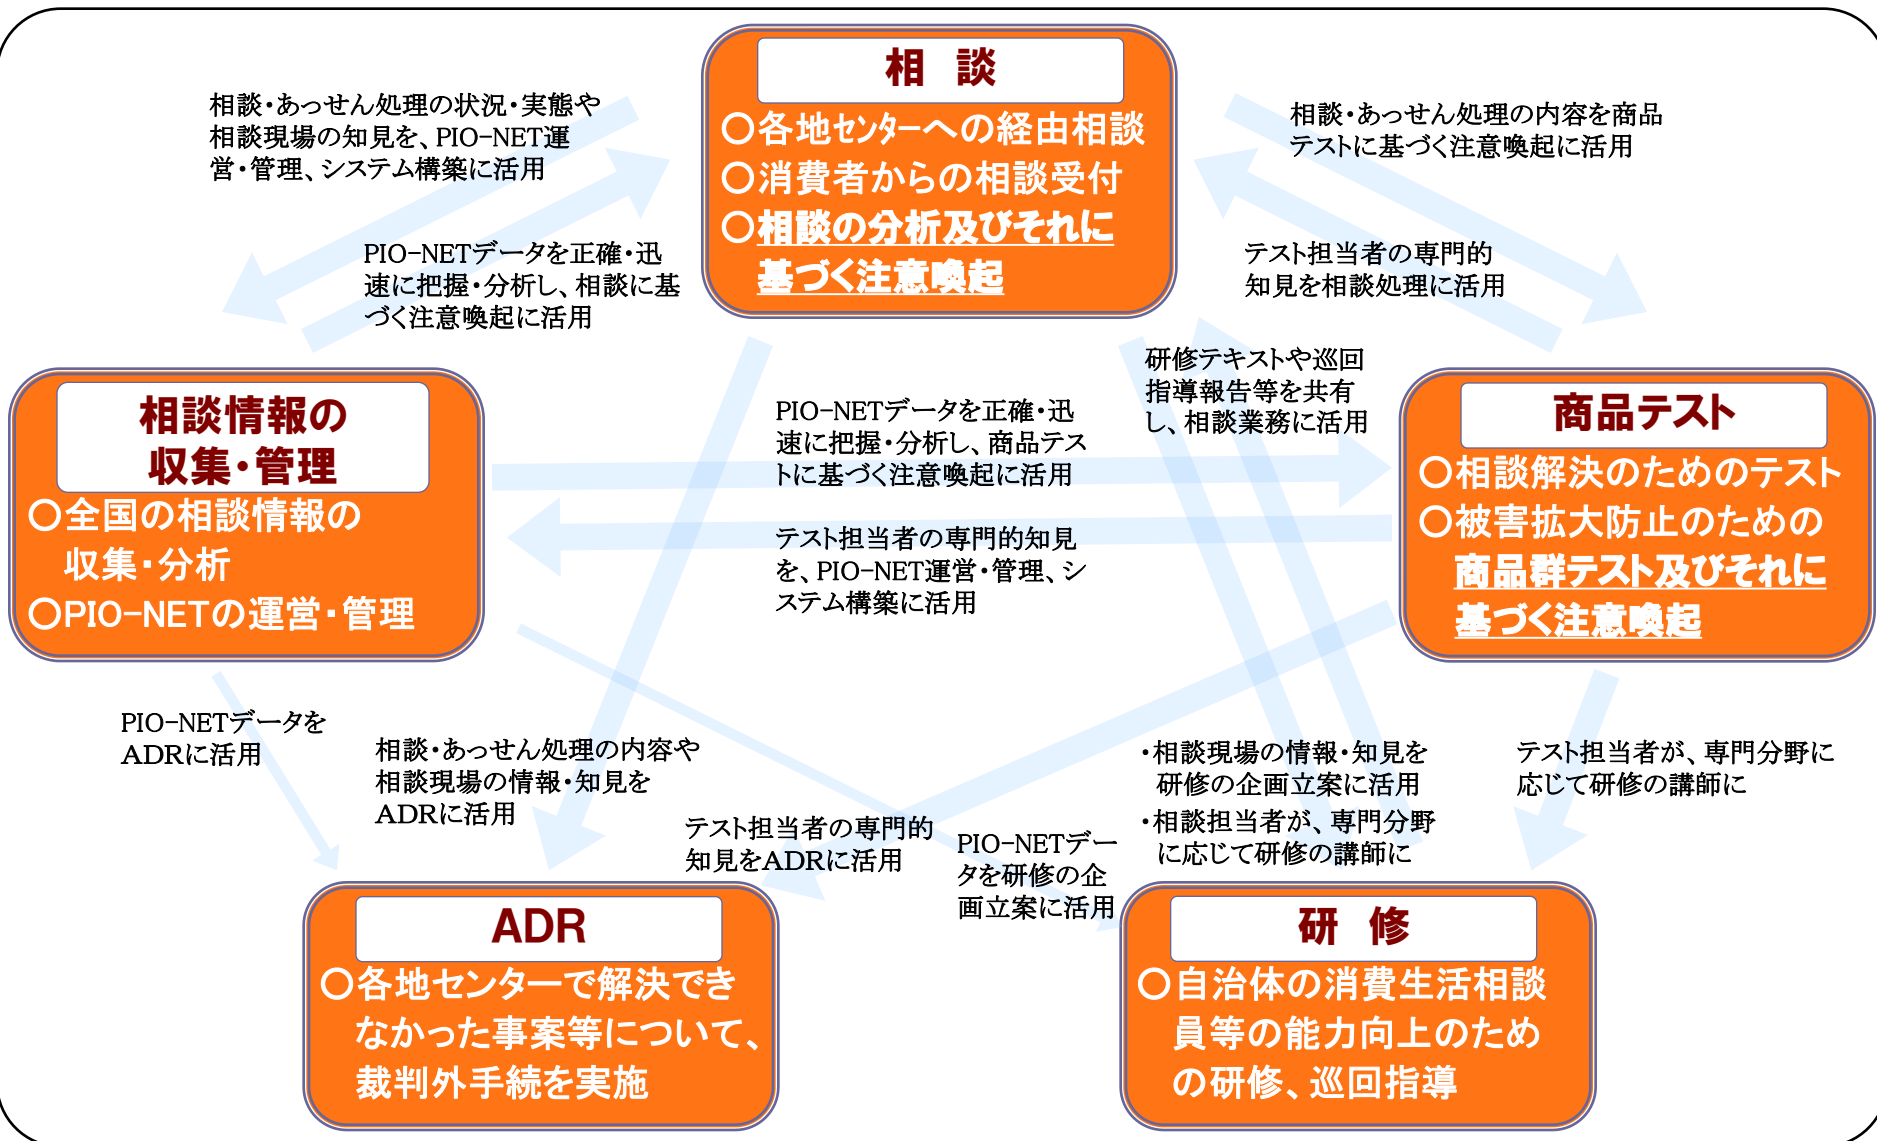 相　談
○各地センターへの経由相談
○消費者からの相談受付
○相談の分析及びそれに
基づく注意喚起
相談・あっせん処理の状況・実態や
相談現場の知見を、PIO-NET運
営・管理、システム構築に活用
相談・あっせん処理の内容を商品
テストに基づく注意喚起に活用
PIO-NETデータを正確・迅
速に把握・分析し、相談に基
づく注意喚起に活用
テスト担当者の専門的
知見を相談処理に活用
相談情報の
収集・管理
○全国の相談情報の
収集・分析
○PIO-NETの運営・管理
PIO-NETデータを正確・迅
速に把握・分析し、商品テス
トに基づく注意喚起に活用
研修テキストや巡回
指導報告等を共有
し、相談業務に活用
商品テスト
○相談解決のためのテスト
○被害拡大防止のための
商品群テスト及びそれに
基づく注意喚起
テスト担当者の専門的知見
を、PIO-NET運営・管理、シ
ステム構築に活用
PIO-NETデータを
ADRに活用
相談・あっせん処理の内容や
相談現場の情報・知見を
ADRに活用
テスト担当者の専門的
知見をADRに活用
PIO-NETデー
タを研修の企
画立案に活用
・相談現場の情報・知見を
研修の企画立案に活用
・相談担当者が、専門分野
に応じて研修の講師に
テスト担当者が、専門分野に
応じて研修の講師に
ADR
○各地センターで解決でき
なかった事案等について、
裁判外手続を実施
研　修
○自治体の消費生活相談
員等の能力向上のため
の研修、巡回指導